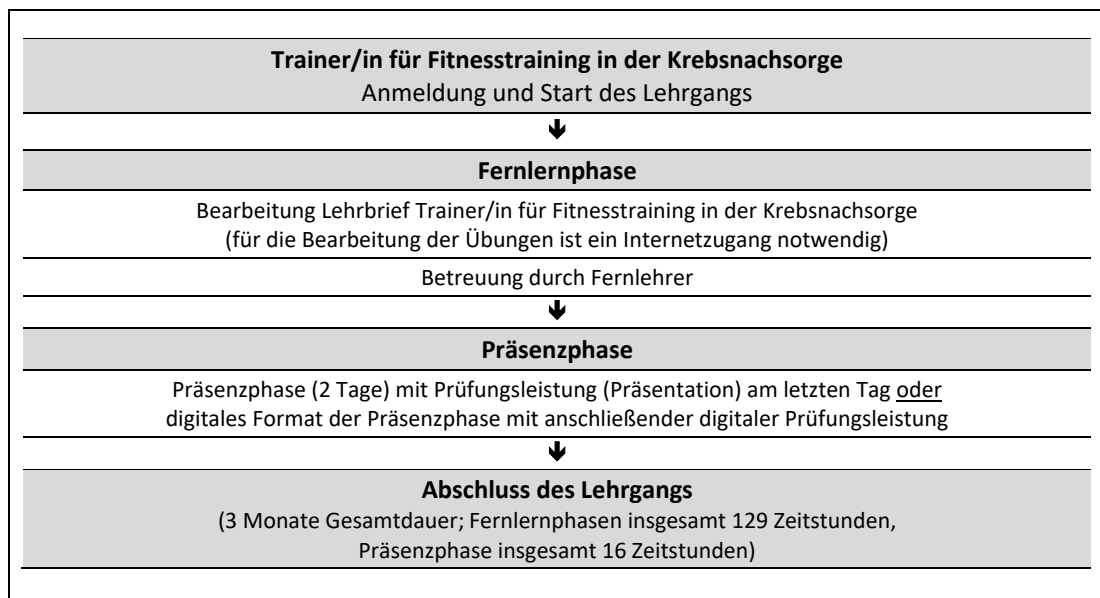 Trainer/in für Fitnesstraining in der Krebsnachsorge
Anmeldung und Start des Lehrgangs
Fernlernphase
Bearbeitung Lehrbrief Trainer/in für Fitnesstraining in der Krebsnachsorge
(für die Bearbeitung der Übungen ist ein Internetzugang notwendig)
Betreuung durch Fernlehrer
Präsenzphase
Präsenzphase (2 Tage) mit Prüfungsleistung (Präsentation) am letzten Tag oder
digitales Format der Präsenzphase mit anschließender digitaler Prüfungsleistung
Abschluss des Lehrgangs
(3 Monate Gesamtdauer; Fernlernphasen insgesamt 129 Zeitstunden,
Präsenzphase insgesamt 16 Zeitstunden)